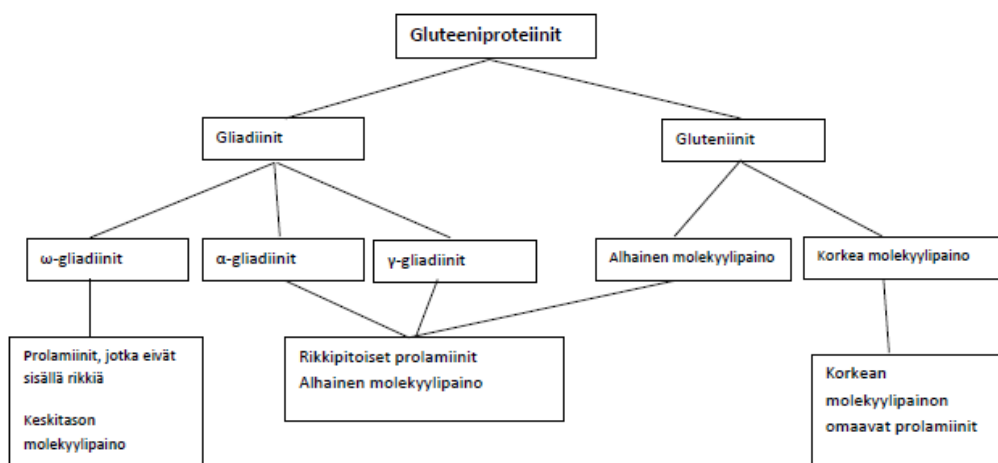 Gluteeniproteiinit
Gliadiinit
Gluteniinit
ω-gliadiinit
α-gliadiinit
γ-gliadiinit
Alhainen molekyylipaino
Korkea molekyylipaino
Prolamiinit, jotka eivät
sisällä rikkiä
Keskitason
molekyylipaino
Rikkipitoiset prolamiinit
Alhainen molekyylipaino
Korkean
molekyylipainon
omaavat prolamiinit